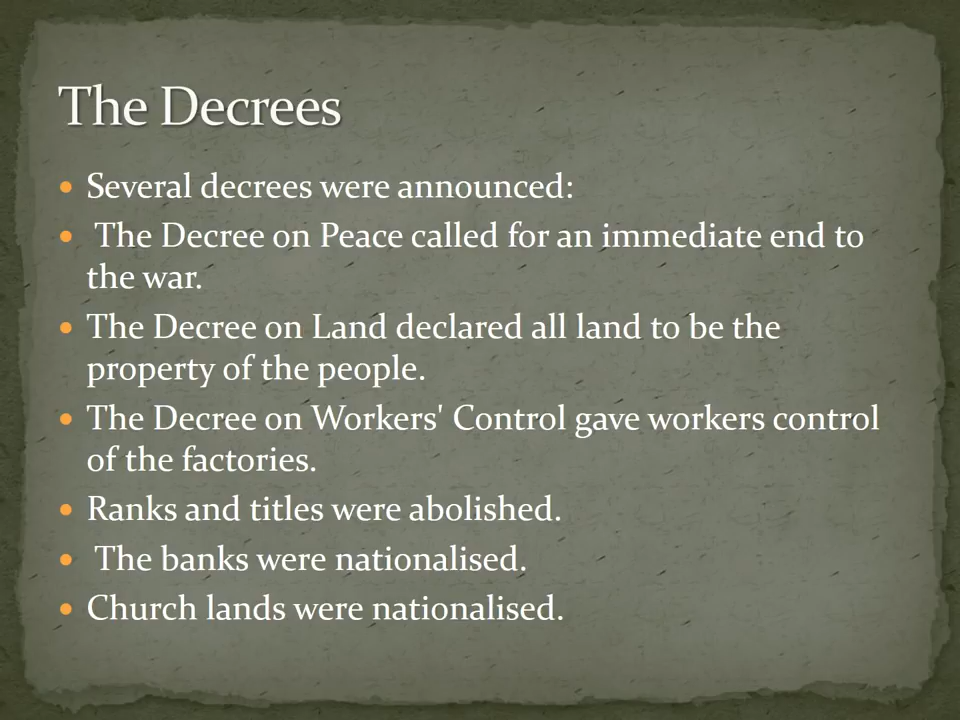 The Decrees
• Several decrees were announced:
• The Decree on Peace called for an immediate end to
the war.
• The Decree on Land declared all land to be the
property of the people.
• The Decree on Workers' Control gave workers control
of the factories.
• Ranks and titles were abolished.
• The banks were nationalised.
• Church lands were nationalised.